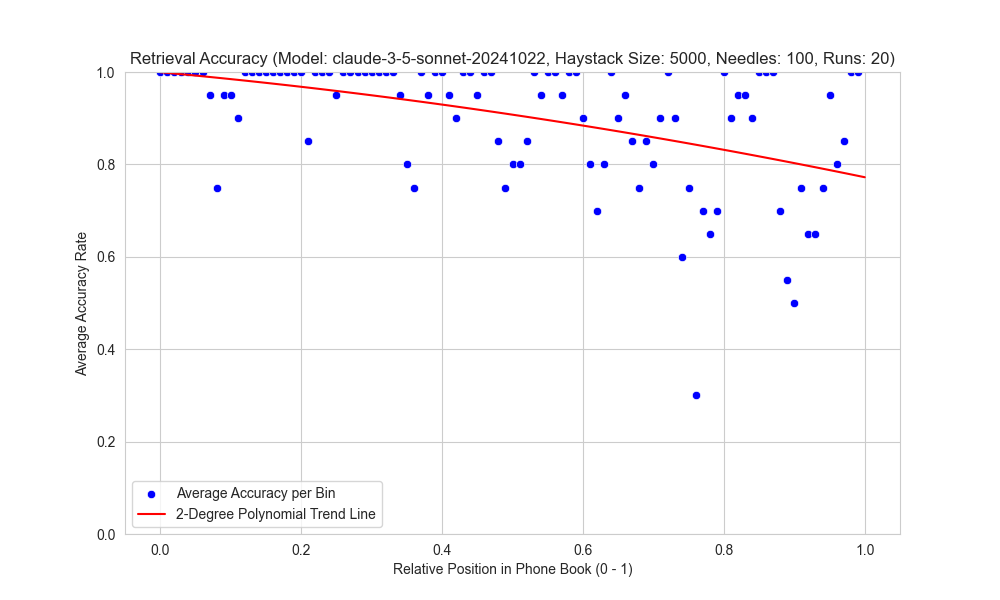 Retrieval Accuracy (Model: claude-3-5-sonnet-20241022, Haystack Size: 5000, Needles: 100, Runs: 20)
1.0
0.8
0.6
0.4
0.2
0.0
Average Accuracy Rate
Average Accuracy per Bin
2-Degree Polynomial Trend Line
0.0 0.2 0.4 0.6 0.8 1.0
Relative Position in Phone Book (0 - 1)